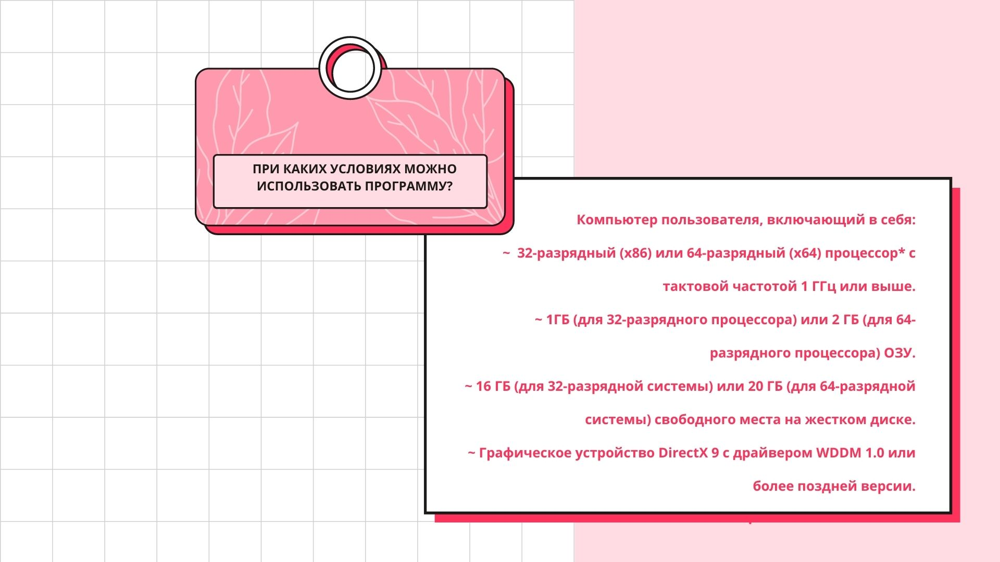 ПРИ КАКИХ УСЛОВИЯХ МОЖНО
ИСПОЛЬЗОВАТЬ ПРОГРАММУ?
Компьютер пользователя, включающий в себя:
~ 32-разрядный (x86) или 64-разрядный (x64) процессор* с
тактовой частотой 1 ГГц или выше.
~ 1ГБ (для 32-разрядного процессора) или 2 ГБ (для 64-
разрядного процессора) ОЗУ.
~ 16 ГБ (для 32-разрядной системы) или 20 ГБ (для 64-разрядной
системы) свободного места на жестком диске.
~ Графическое устройство DirectX 9 с драйвером WDDM 1.0 или
более поздней версии.